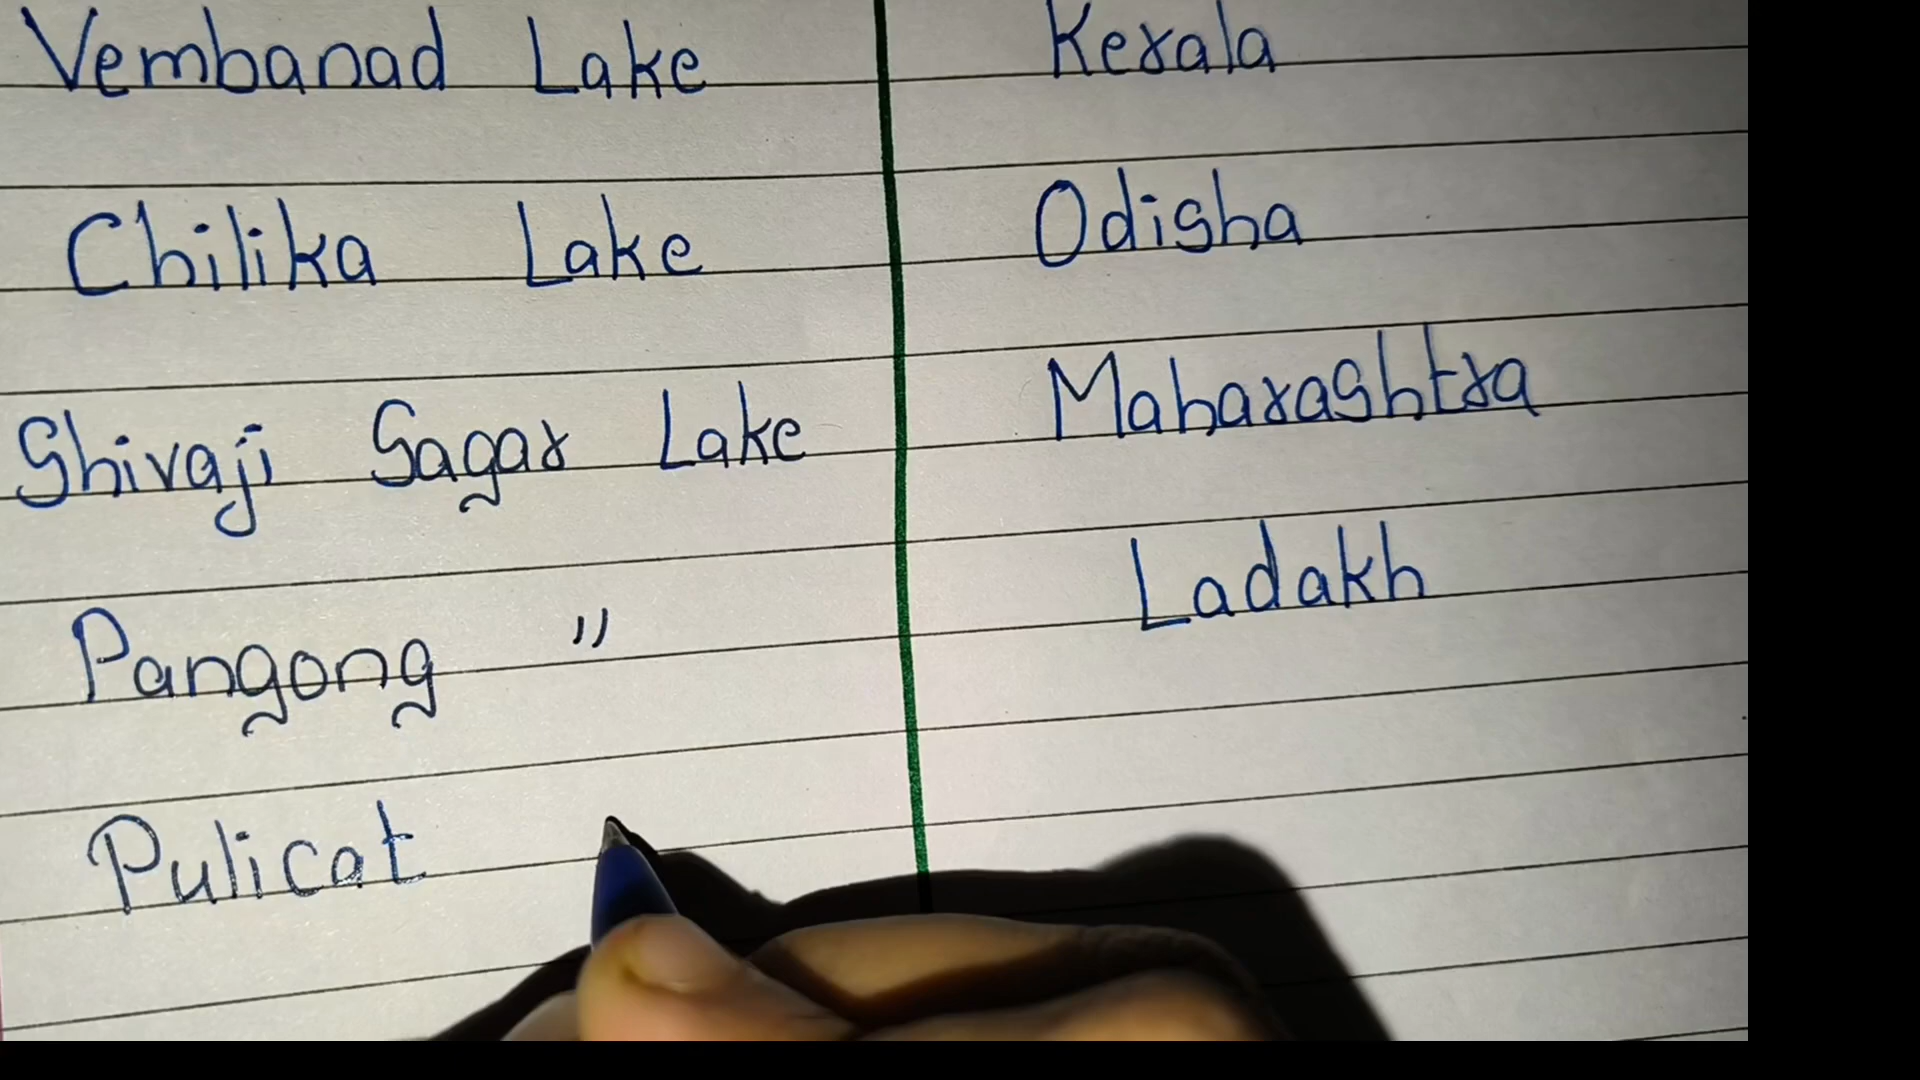 Vembanad Lake Kerala
Chilika Lake Odisha
Shivaji Sagar Lake Maharashtra
Pangong " Ladakh
Pulicat